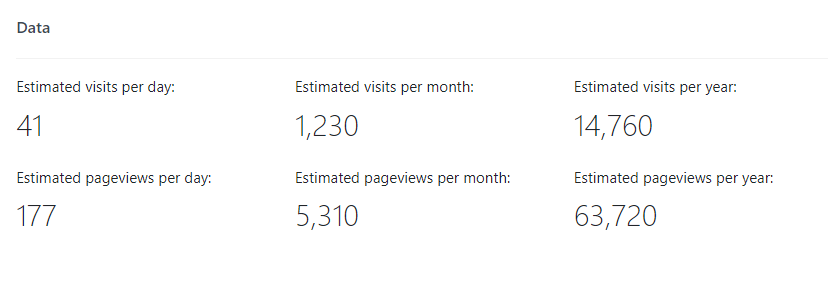 Data
Estimated visits per day:
Estimated visits per month:
Estimated visits per year:
41
1,230
14,760
Estimated pageviews per day:
Estimated pageviews per month:
Estimated pageviews per year:
177
5,310
63,720